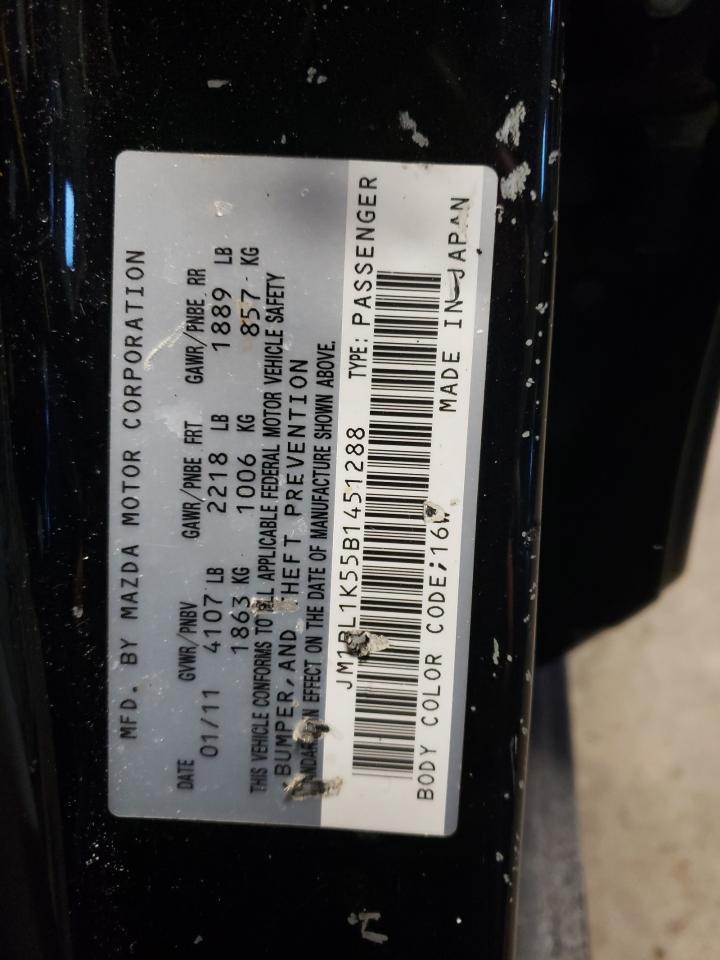 MFD. BY MAZDA MOTOR CORPORATION
DATE GVWR/PNBV GAWR/PNBE FRT GAWR/PNBE RR
01/11 4107 LB 2218 LB 1889 LB
1863 KG 1006 KG 857 KG
THIS VEHICLE CONFORMS TO ALL APPLICABLE FEDERAL MOTOR VEHICLE SAFETY
BUMPER, AND THEFT PREVENTION
STANDARDS IN EFFECT ON THE DATE OF MANUFACTURE SHOWN ABOVE.
JM1BL1K55B1451288 TYPE: PASSENGER
BODY COLOR CODE;16W MADE IN JAPAN